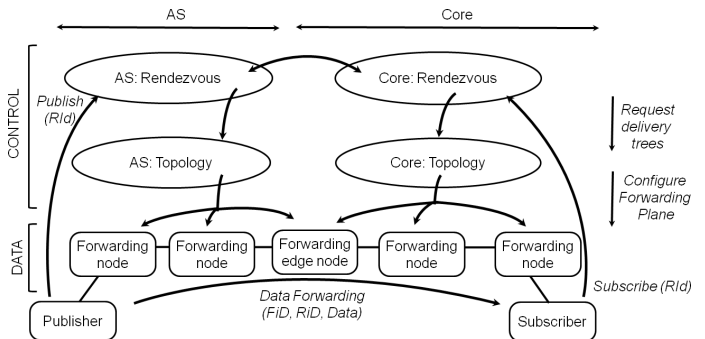 AS
Core
AS: Rendezvous
Core: Rendezvous
Publish
(RId)
CONTROL
Request
delivery
trees
AS: Topology
Core: Topology
Configure
Forwarding
Plane
DATA
Forwarding
node
Forwarding
node
Forwarding
edge node
Forwarding
node
Forwarding
node
Data Forwarding
(FiD, RiD, Data)
Subscribe (RId)
Publisher
Subscriber